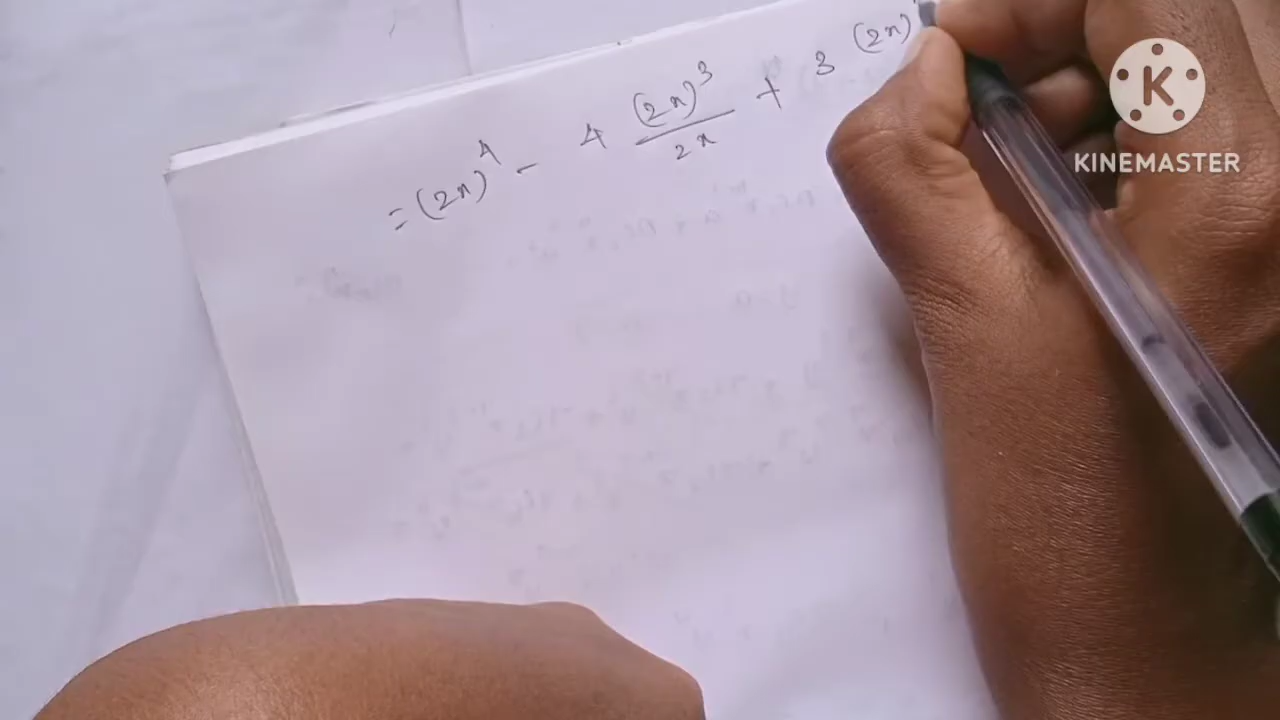 = (2x)^4 - 4 (2x)^3 / 2x + 3 (2x)
K
KINEMASTER